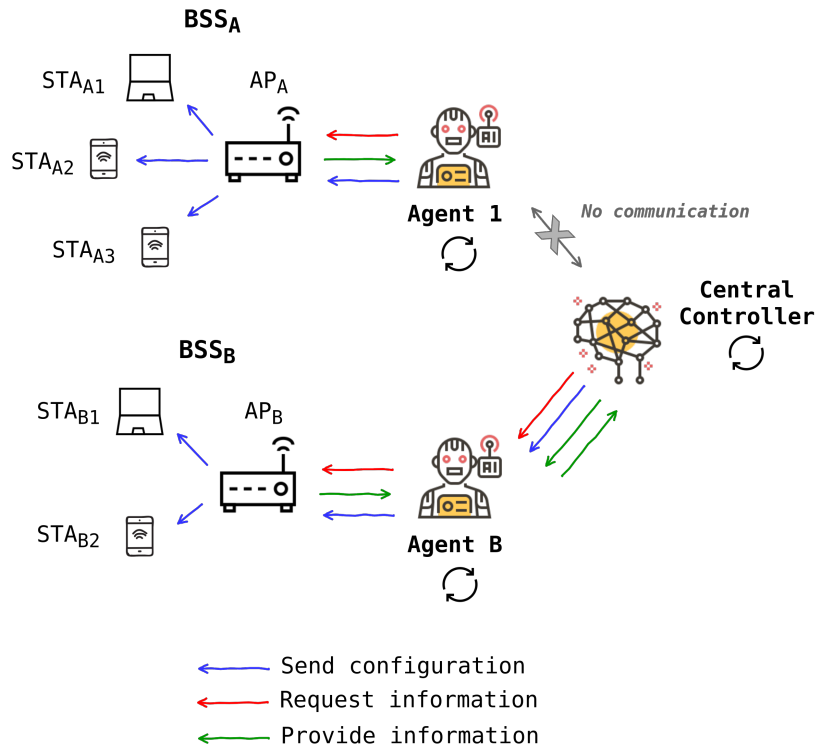 BSSA
STAA1
APA
AI
STAA2
Agent 1
No communication
STAA3
Central
Controller
BSSB
STAB1
APB
AI
STAB2
Agent B
Send configuration
Request information
Provide information